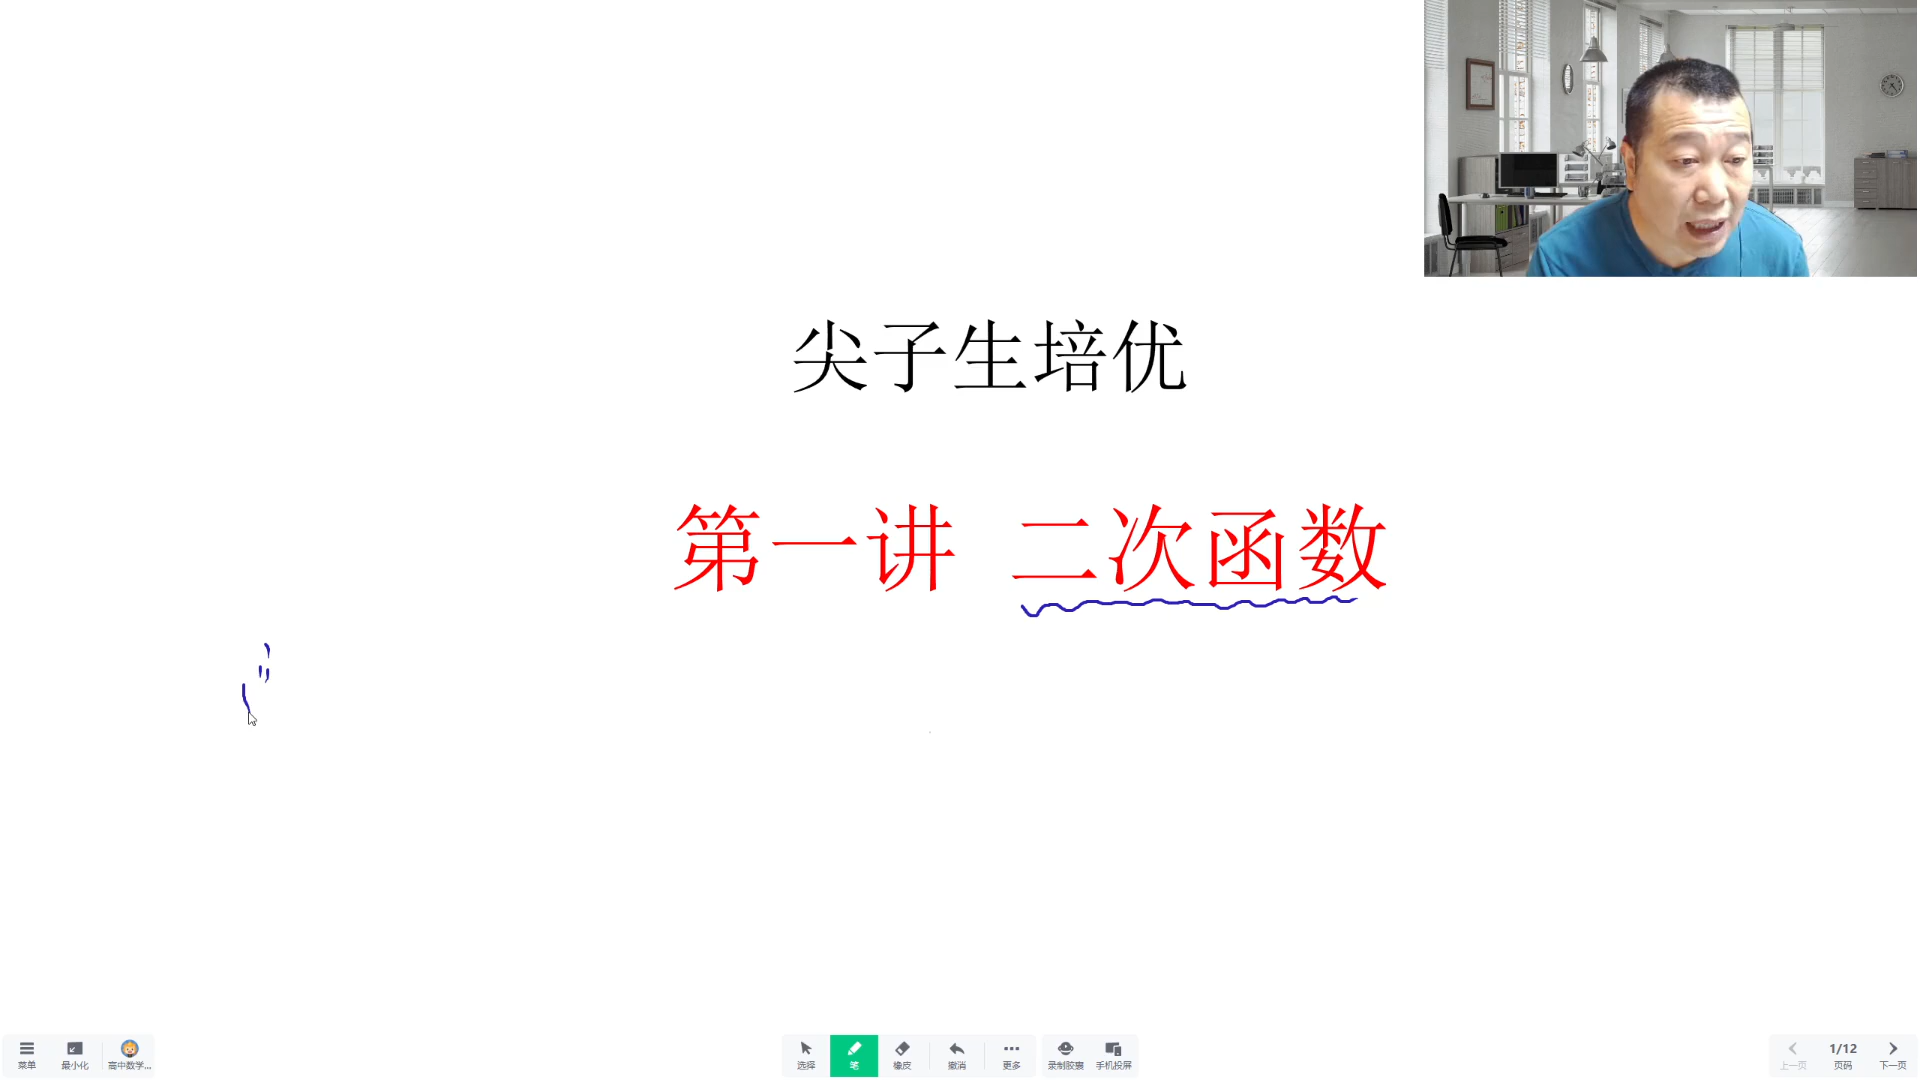 尖子生培优
第一讲 二次函数
菜单 最小化 高中数学... 选择 笔 橡皮 撤消 更多 录制胶囊 手机投屏 上一页 1/12 页码 下一页